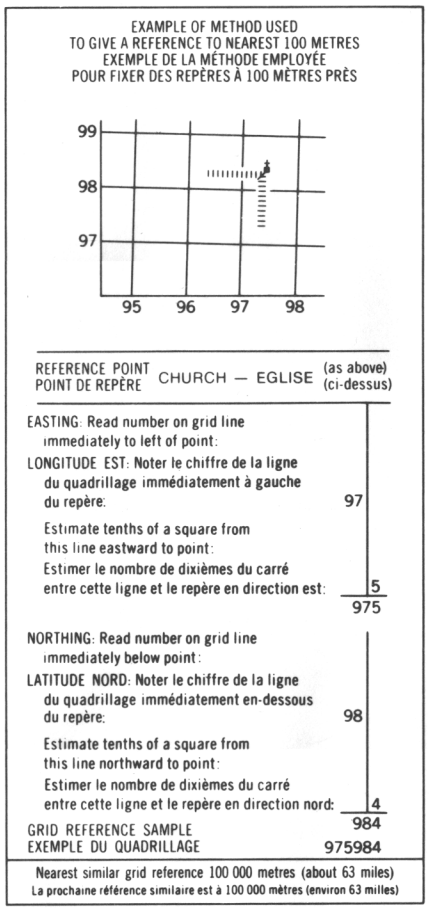 EXAMPLE OF METHOD USED
TO GIVE A REFERENCE TO NEAREST 100 METRES
EXEMPLE DE LA MÉTHODE EMPLOYÉE
POUR FIXER DES REPÈRES À 100 MÈTRES PRÈS
99
98
97
95 96 97 98
REFERENCE POINT
POINT DE REPÈRE CHURCH — EGLISE (as above)
(ci-dessus)
EASTING: Read number on grid line
immediately to left of point:
LONGITUDE EST: Noter le chiffre de la ligne
du quadrillage immédiatement à gauche
du repère: 97
Estimate tenths of a square from
this line eastward to point:
Estimer le nombre de dixièmes du carré
entre cette ligne et le repère en direction est: 5
975
NORTHING: Read number on grid line
immediately below point:
LATITUDE NORD: Noter le chiffre de la ligne
du quadrillage immédiatement en-dessous
du repère: 98
Estimate tenths of a square from
this line northward to point:
Estimer le nombre de dixièmes du carré
entre cette ligne et le repère en direction nord: 4
GRID REFERENCE SAMPLE 984
EXEMPLE DU QUADRILLAGE 975984
Nearest similar grid reference 100 000 metres (about 63 miles)
La prochaine référence similaire est à 100 000 mètres (environ 63 milles)